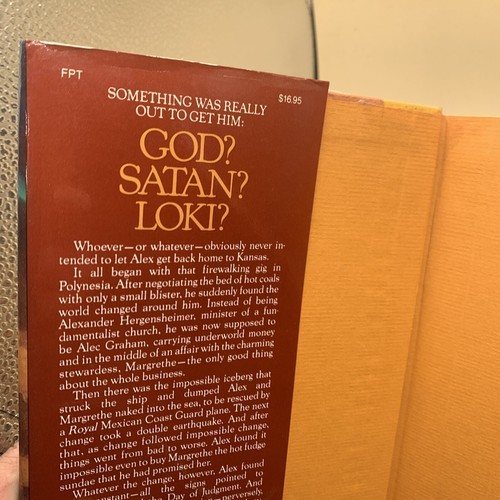 FPT
$16.95
SOMETHING WAS REALLY
OUT TO GET HIM:
GOD?
SATAN?
LOKI?
Whoever—or whatever—obviously never in-
tended to let Alex get back home to Kansas.
It all began with that firewalking gig in
Polynesia. After negotiating the bed of hot coals
with only a small blister, he suddenly found the
world changed around him. Instead of being
Alexander Hergensheimer, minister of a fun-
damentalist church, he was now supposed to
be Alec Graham, carrying underworld money
and in the middle of an affair with the charming
stewardess, Margrethe—the only good thing
about the whole business.
Then there was the impossible iceberg that
struck the ship and dumped Alex and
Margrethe naked into the sea, to be rescued by
a Royal Mexican Coast Guard plane. The next
change took a double earthquake. And after
that, as change followed impossible change,
things went from bad to worse. Alex found it
impossible even to buy Margrethe the hot fudge
sundae that he had promised her.
Whatever the change, however, Alex found
constant—all the signs pointed to
the Day of Judgment. And
perversely,